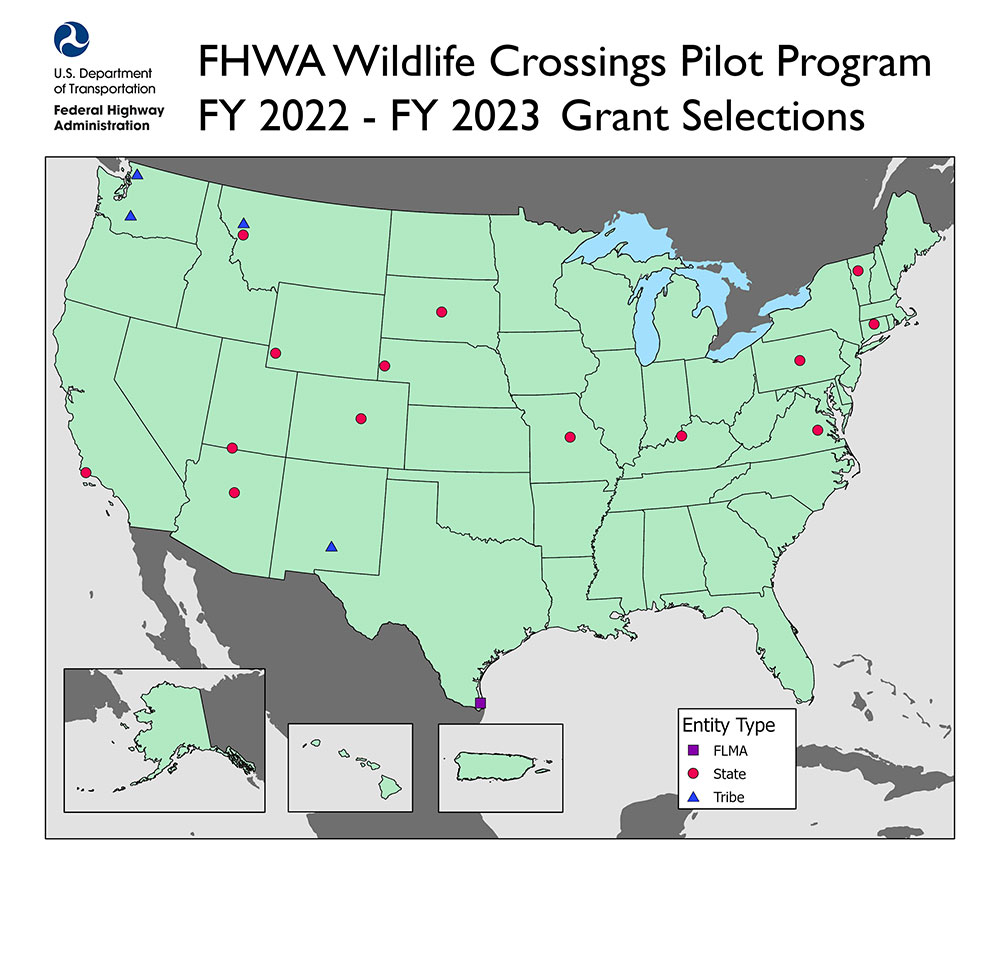 U.S. Department
of Transportation
Federal Highway
Administration
FHWA Wildlife Crossings Pilot Program
FY 2022 - FY 2023 Grant Selections
Entity Type
FLMA
State
Tribe